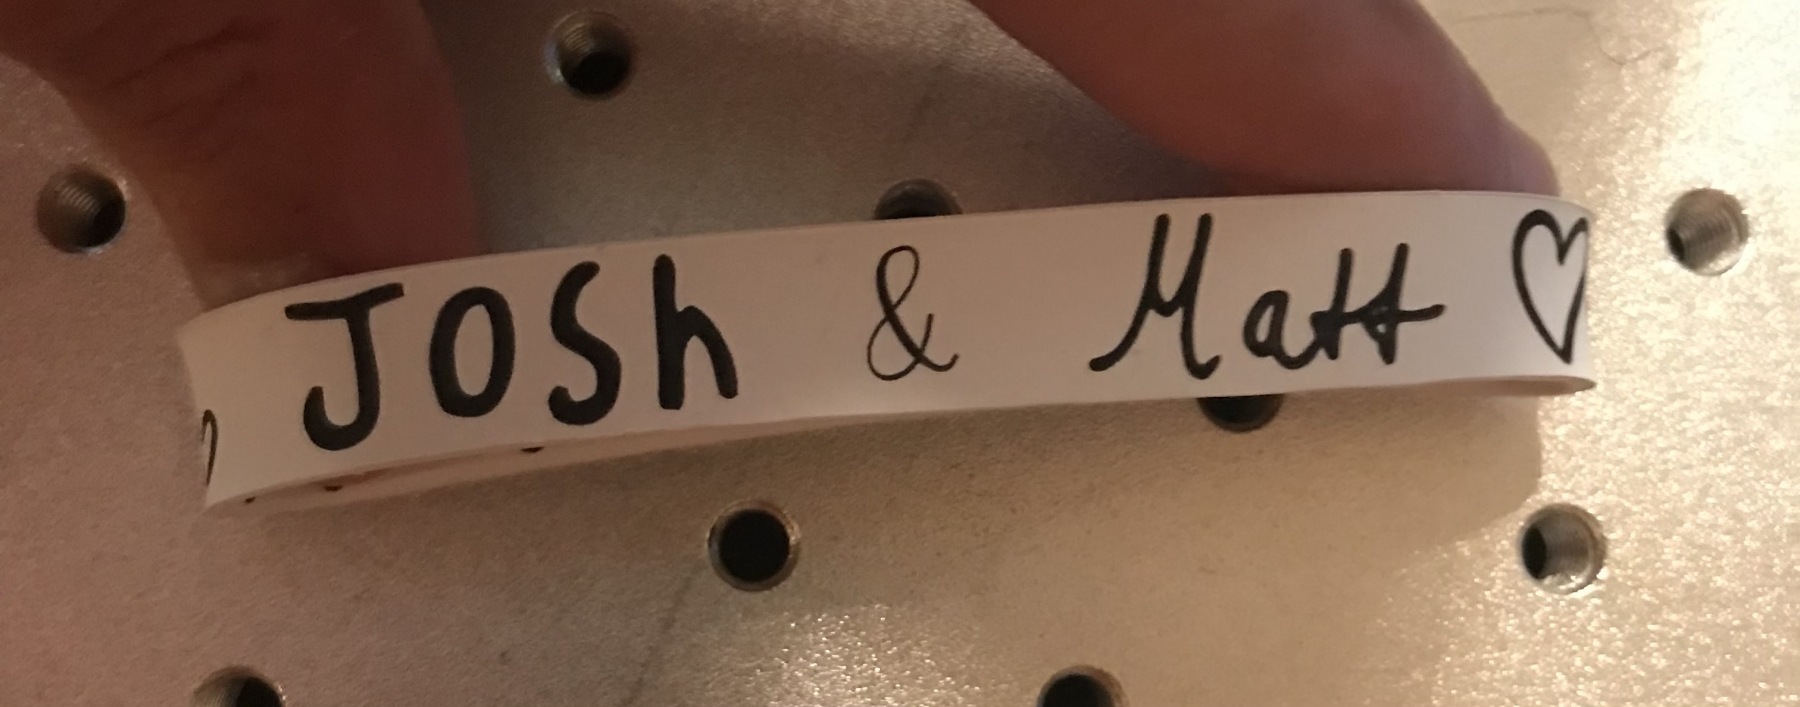 JOSh & Matt ♡